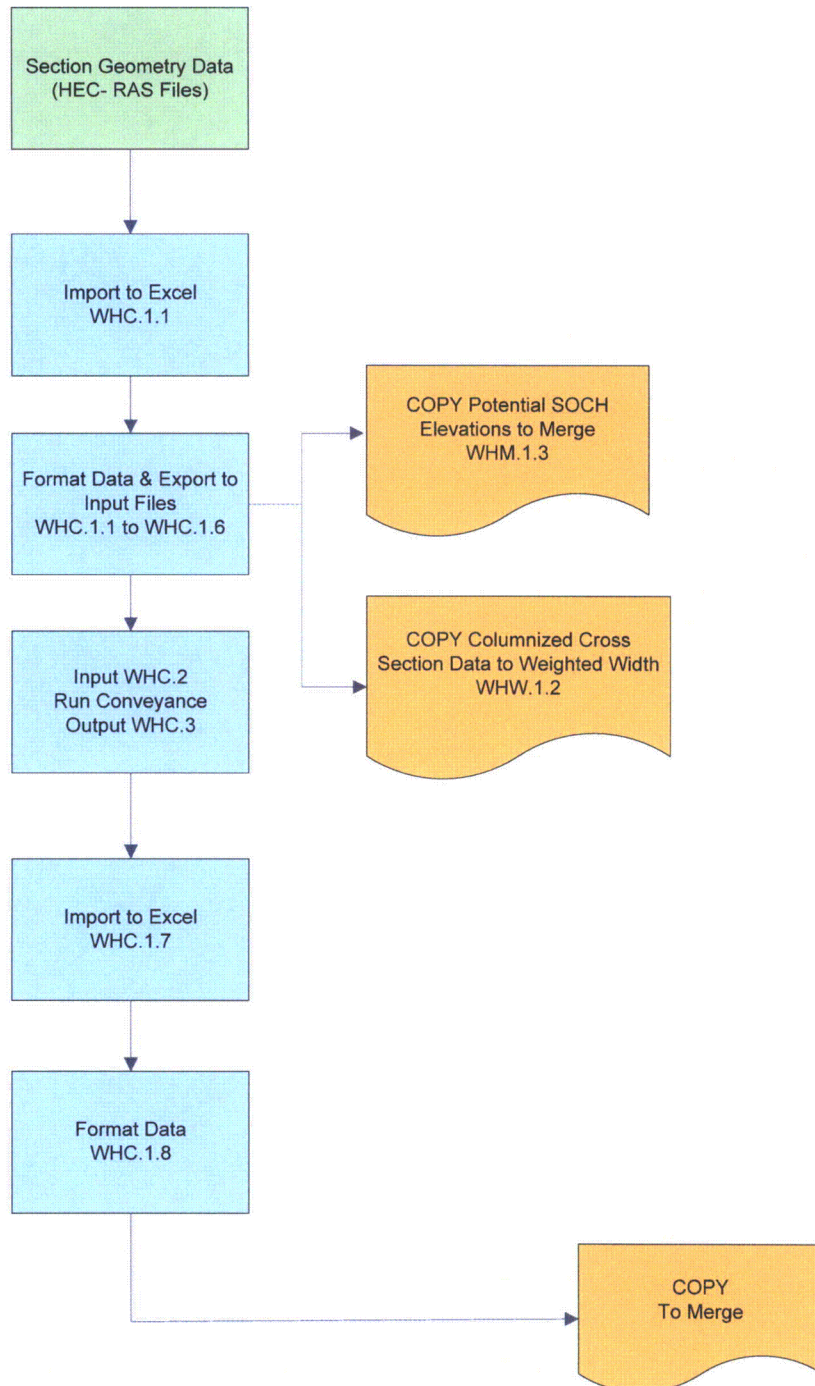 Section Geometry Data
(HEC- RAS Files)
Import to Excel
WHC.1.1
COPY Potential SOCH
Elevations to Merge
WHM.1.3
Format Data & Export to
Input Files
WHC.1.1 to WHC.1.6
COPY Columnized Cross
Section Data to Weighted Width
WHW.1.2
Input WHC.2
Run Conveyance
Output WHC.3
Import to Excel
WHC.1.7
Format Data
WHC.1.8
COPY
To Merge